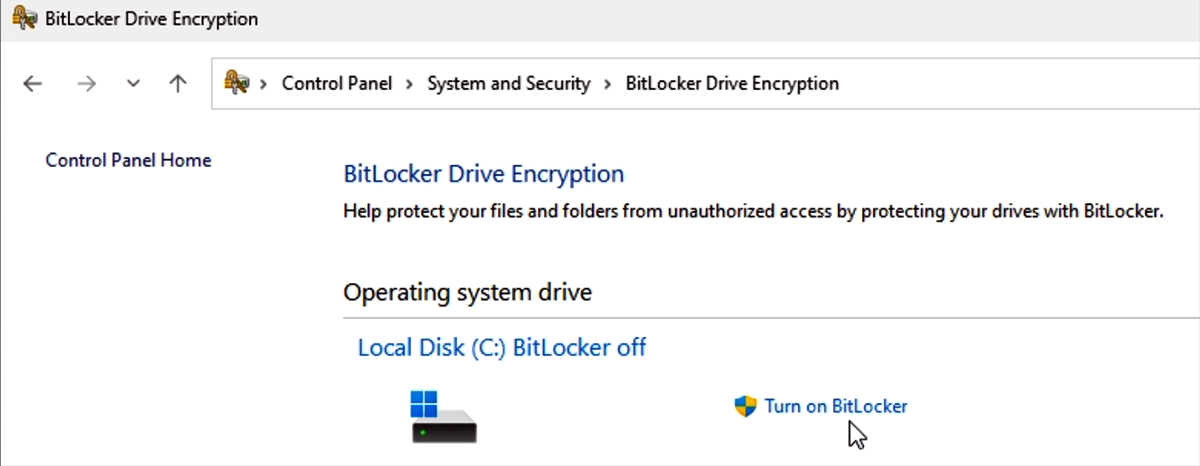 BitLocker Drive Encryption
Control Panel > System and Security > BitLocker Drive Encryption
Control Panel Home
BitLocker Drive Encryption
Help protect your files and folders from unauthorized access by protecting your drives with BitLocker.
Operating system drive
Local Disk (C:) BitLocker off
Turn on BitLocker